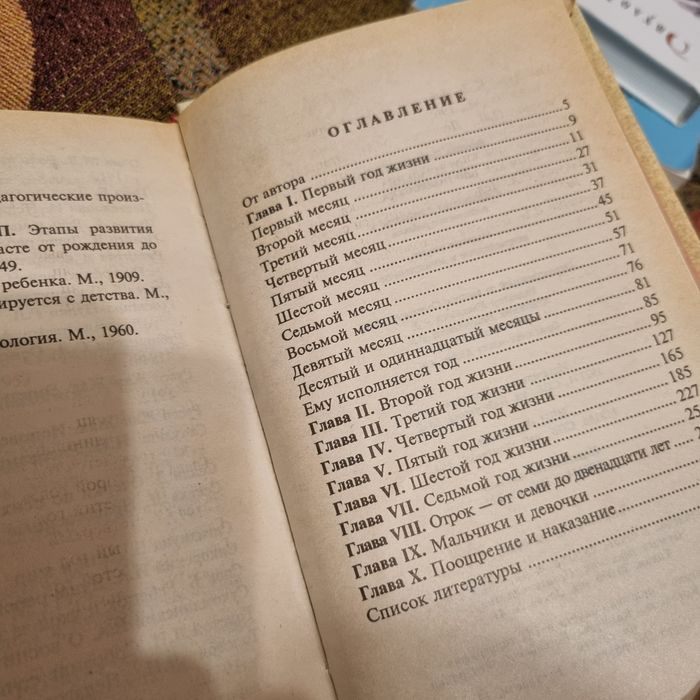 дагогические произ-
П. Этапы развития
асте от рождения до
49.
ребенка. М., 1909.
ируется с детства. М.,
ология. М., 1960.
ОГЛАВЛЕНИЕ
От автора 5
Глава I. Первый год жизни 9
Первый месяц 11
Второй месяц 27
Третий месяц 31
Четвертый месяц 37
Пятый месяц 45
Шестой месяц 51
Седьмой месяц 57
Восьмой месяц 71
Девятый месяц 76
Десятый и одиннадцатый месяцы 81
Ему исполняется год 85
Глава II. Второй год жизни 95
Глава III. Третий год жизни 127
Глава IV. Четвертый год жизни 165
Глава V. Пятый год жизни 185
Глава VI. Шестой год жизни 227
Глава VII. Седьмой год жизни 25
Глава VIII. Отрок — от семи до двенадцати лет
Глава IX. Мальчики и девочки
Глава X. Поощрение и наказание
Список литературы